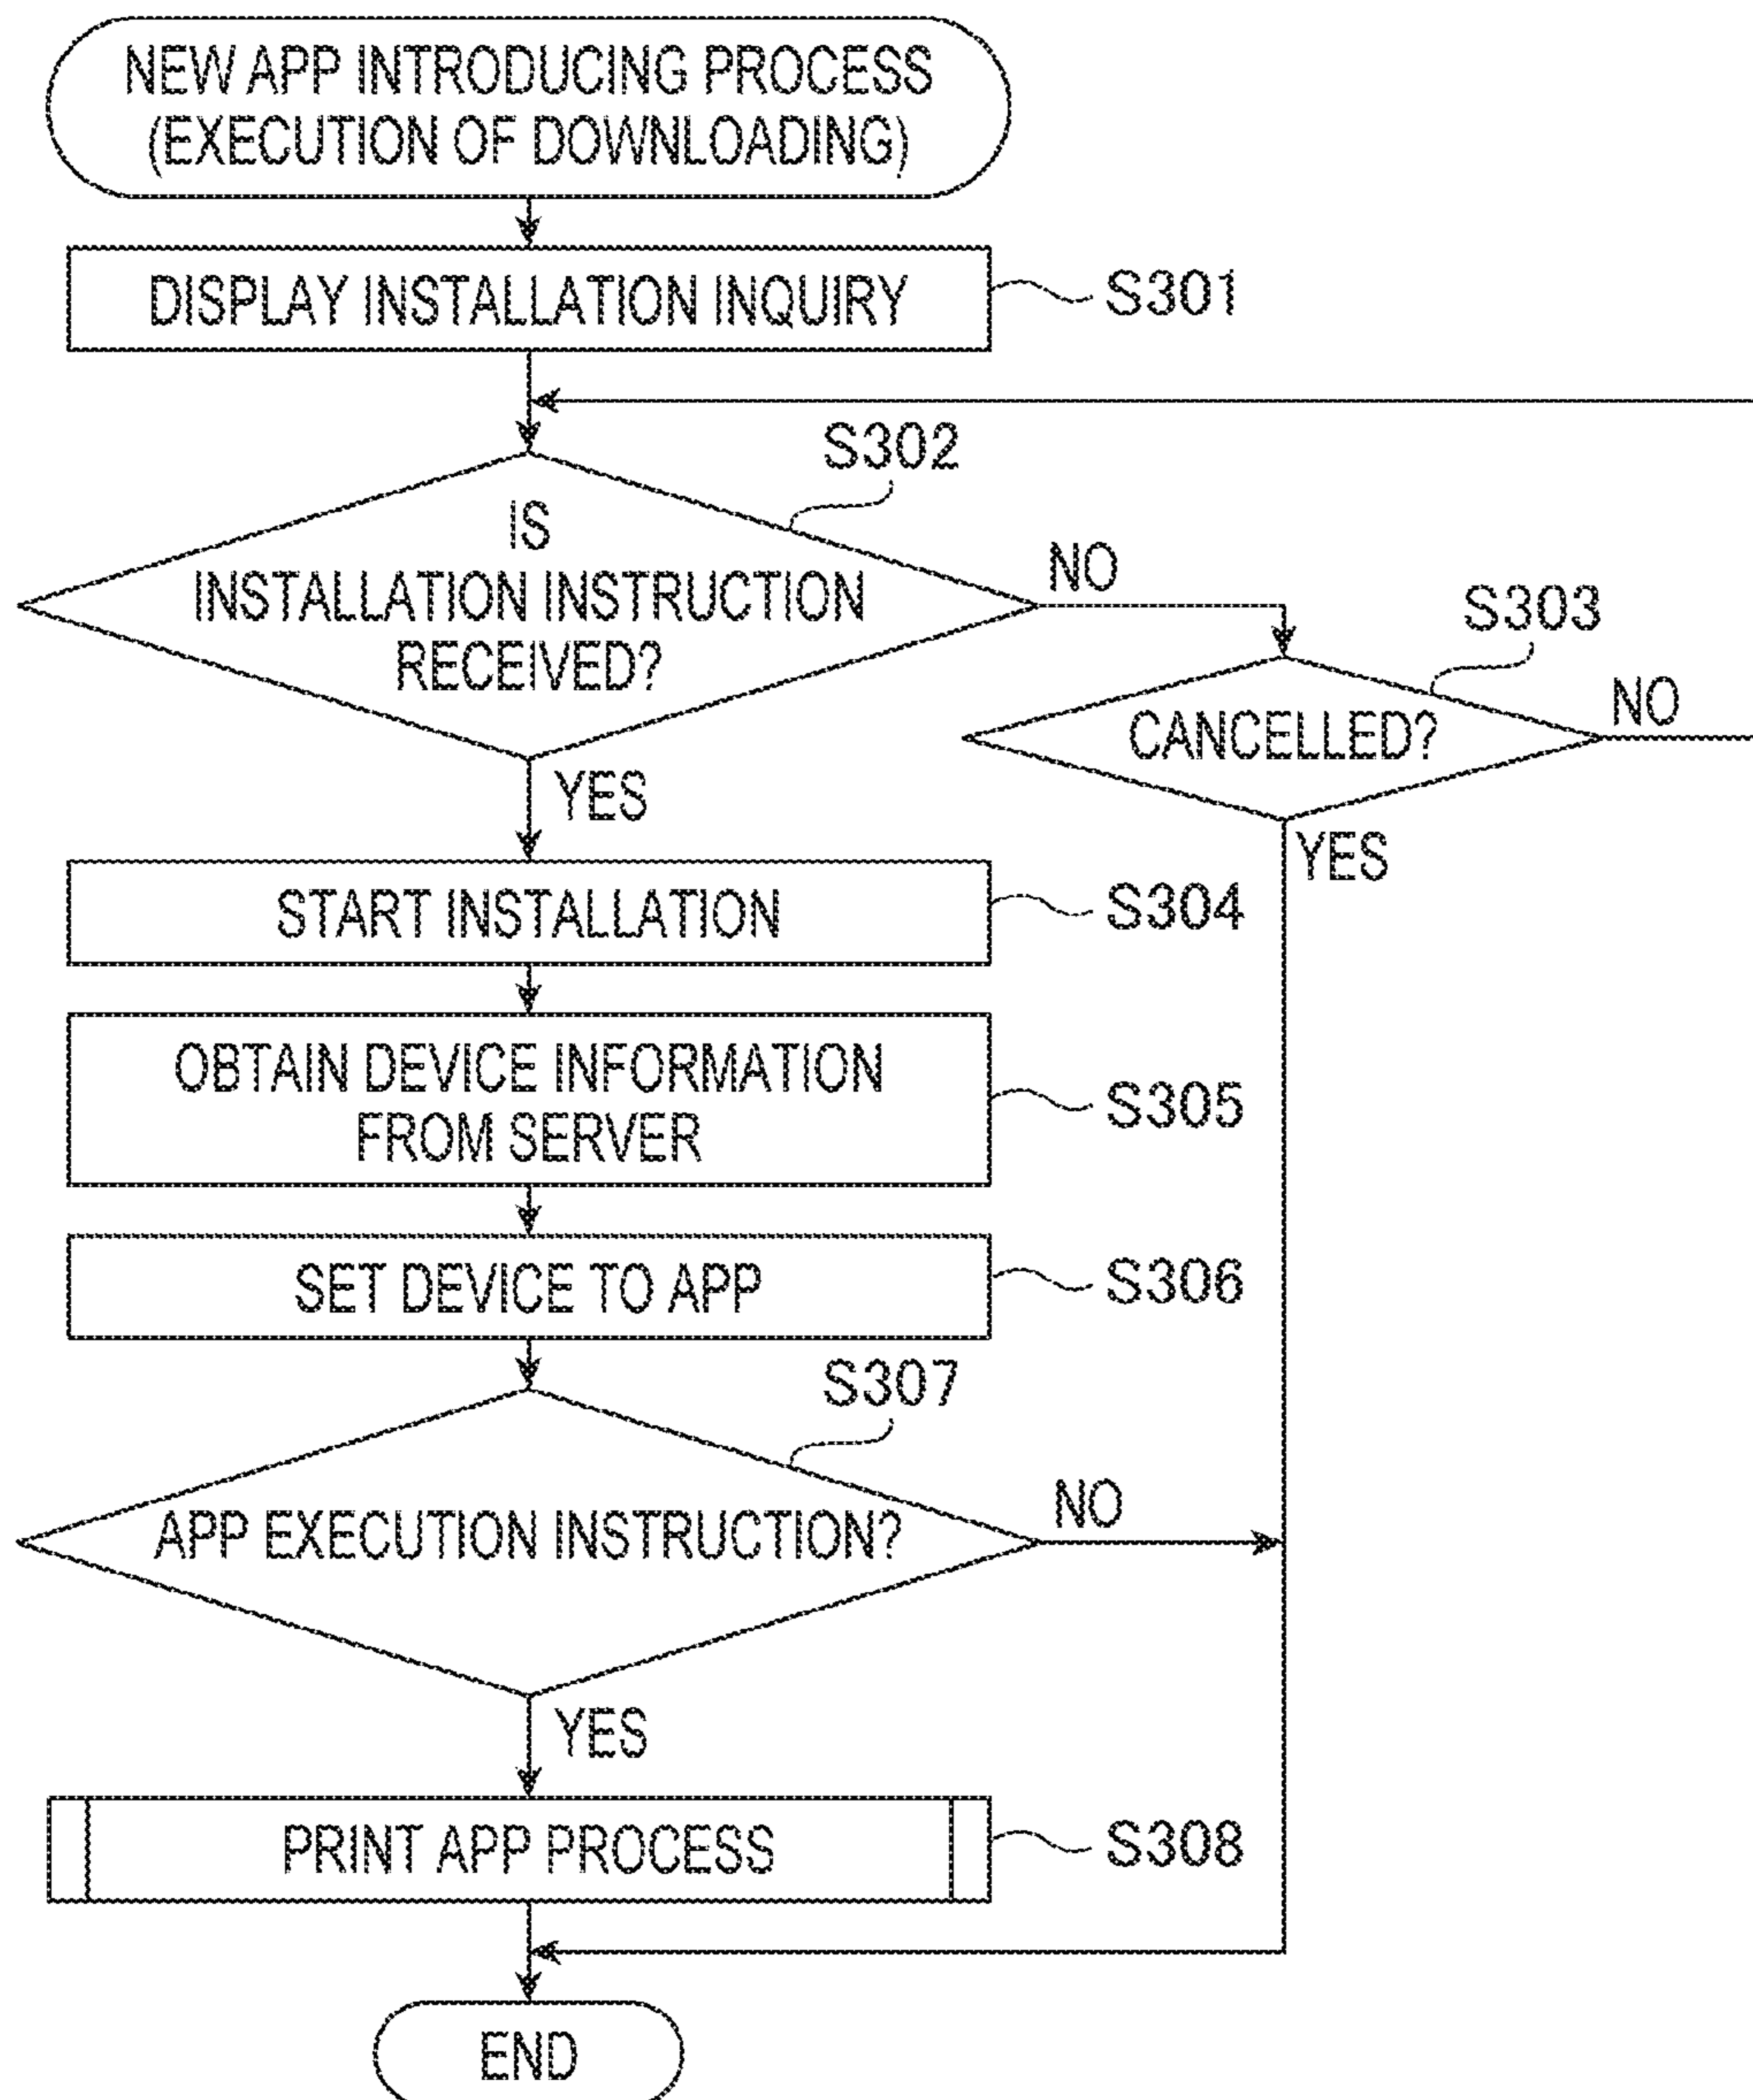 NEW APP INTRODUCING PROCESS
(EXECUTION OF DOWNLOADING)
DISPLAY INSTALLATION INQUIRY
S301
S302
IS
INSTALLATION INSTRUCTION
RECEIVED?
NO
S303
CANCELLED?
NO
YES
YES
START INSTALLATION
S304
OBTAIN DEVICE INFORMATION
FROM SERVER
S305
SET DEVICE TO APP
S306
S307
APP EXECUTION INSTRUCTION?
NO
YES
PRINT APP PROCESS
S308
END